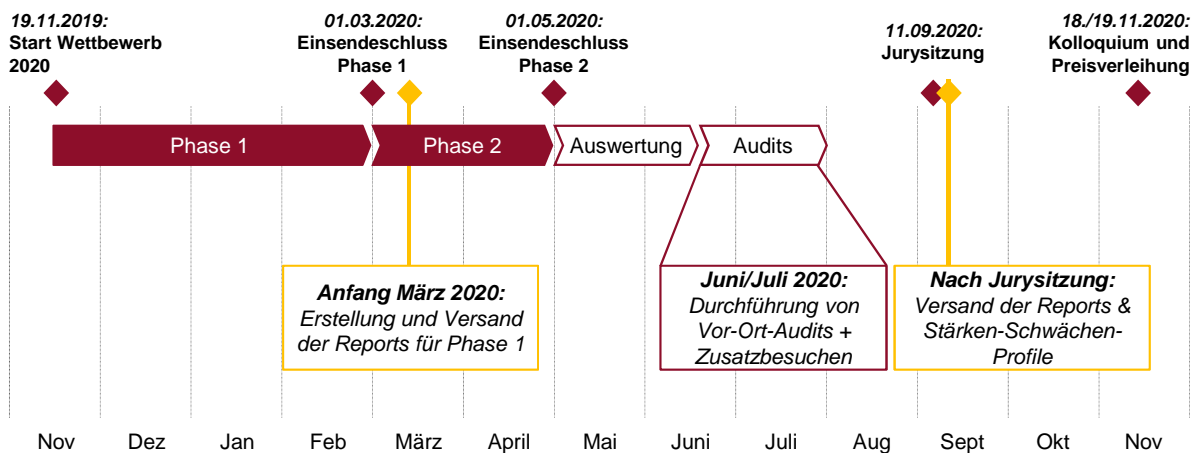 19.11.2019:
Start Wettbewerb
2020
01.03.2020:
Einsendeschluss
Phase 1
01.05.2020:
Einsendeschluss
Phase 2
11.09.2020:
Jurysitzung
18./19.11.2020:
Kolloquium und
Preisverleihung
Phase 1
Phase 2
Auswertung
Audits
Anfang März 2020:
Erstellung und Versand
der Reports für Phase 1
Juni/Juli 2020:
Durchführung von
Vor-Ort-Audits +
Zusatzbesuchen
Nach Jurysitzung:
Versand der Reports &
Stärken-Schwächen-
Profile
Nov
Dez
Jan
Feb
März
April
Mai
Juni
Juli
Aug
Sept
Okt
Nov